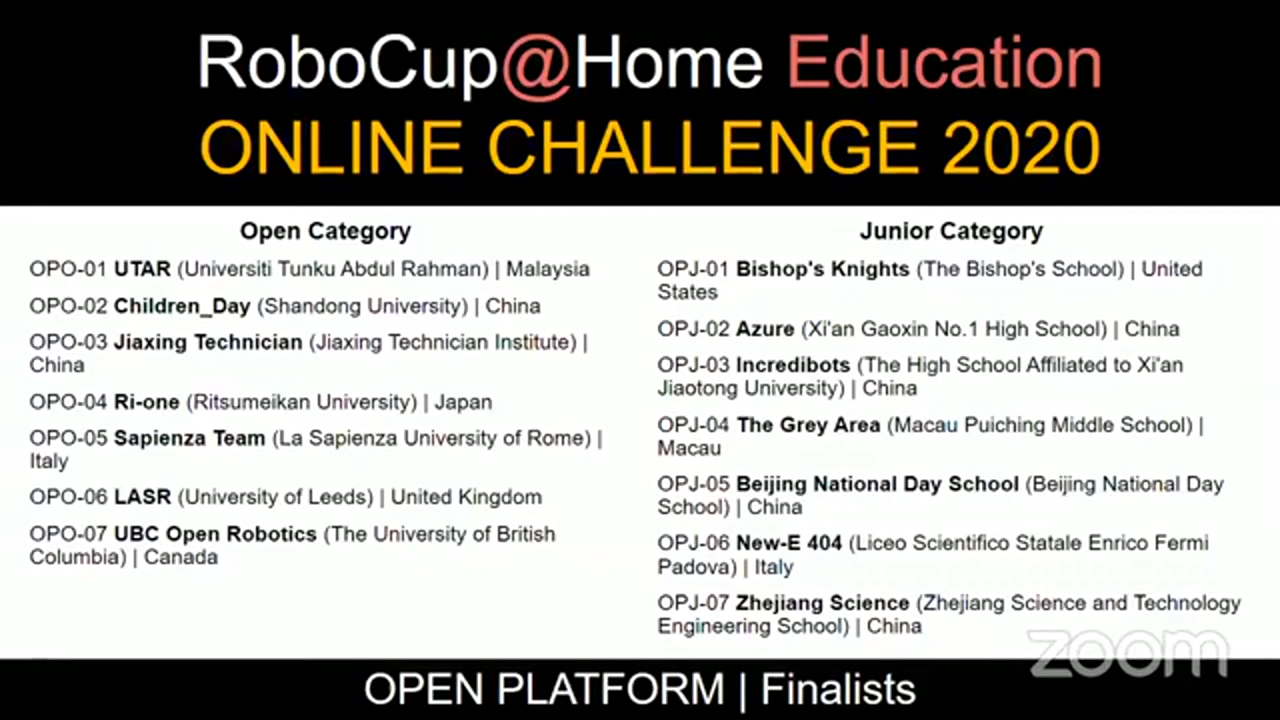 RoboCup@Home Education
ONLINE CHALLENGE 2020
Open Category
OPO-01 UTAR (Universiti Tunku Abdul Rahman) | Malaysia
OPO-02 Children_Day (Shandong University) | China
OPO-03 Jiaxing Technician (Jiaxing Technician Institute) |
China
OPO-04 Ri-one (Ritsumeikan University) | Japan
OPO-05 Sapienza Team (La Sapienza University of Rome) |
Italy
OPO-06 LASR (University of Leeds) | United Kingdom
OPO-07 UBC Open Robotics (The University of British
Columbia) | Canada
Junior Category
OPJ-01 Bishop's Knights (The Bishop's School) | United
States
OPJ-02 Azure (Xi'an Gaoxin No.1 High School) | China
OPJ-03 Incredibots (The High School Affiliated to Xi'an
Jiaotong University) | China
OPJ-04 The Grey Area (Macau Puiching Middle School) |
Macau
OPJ-05 Beijing National Day School (Beijing National Day
School) | China
OPJ-06 New-E 404 (Liceo Scientifico Statale Enrico Fermi
Padova) | Italy
OPJ-07 Zhejiang Science (Zhejiang Science and Technology
Engineering School) | China
zoom
OPEN PLATFORM | Finalists